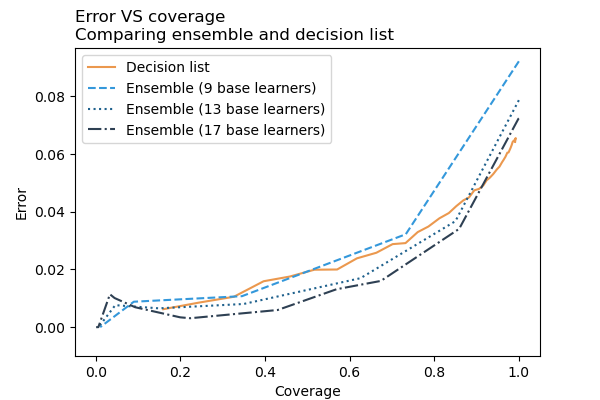 Error VS coverage
Comparing ensemble and decision list
Decision list
Ensemble (9 base learners)
Ensemble (13 base learners)
Ensemble (17 base learners)
0.08
0.06
0.04
0.02
0.00
Error
0.0 0.2 0.4 0.6 0.8 1.0
Coverage